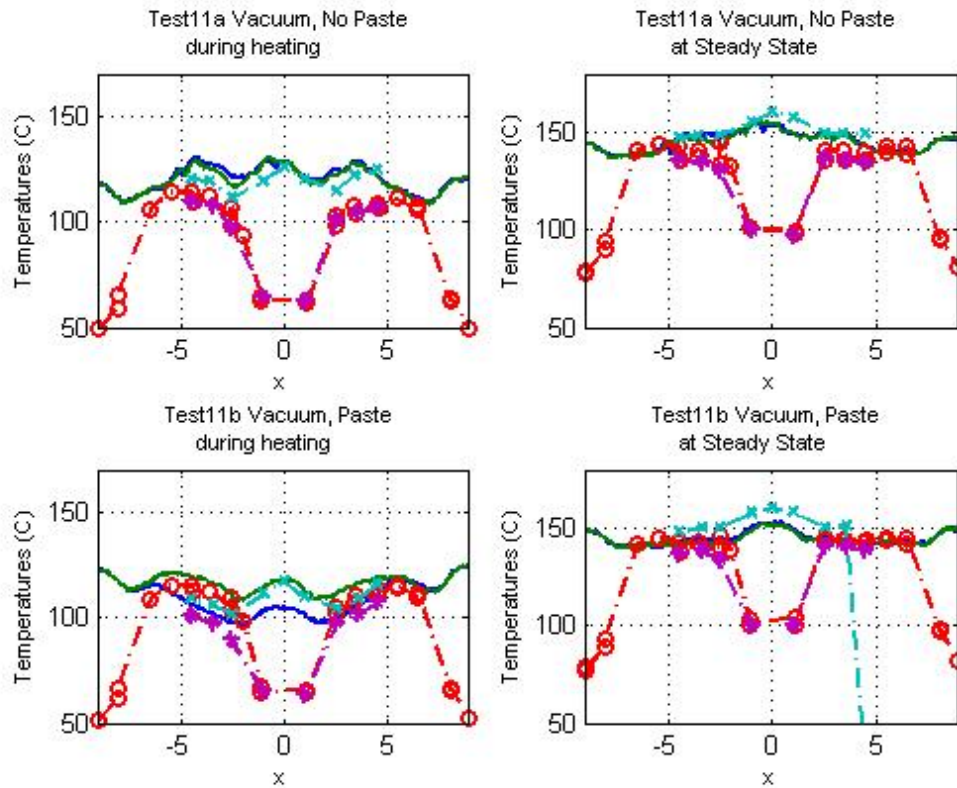 Test11a Vacuum, No Paste
during heating
Test11a Vacuum, No Paste
at Steady State
Temperatures (C)
150
100
50
-5
0
5
x
Temperatures (C)
150
100
50
-5
0
5
x
Test11b Vacuum, Paste
during heating
Test11b Vacuum, Paste
at Steady State
Temperatures (C)
150
100
50
-5
0
5
x
Temperatures (C)
150
100
50
-5
0
5
x